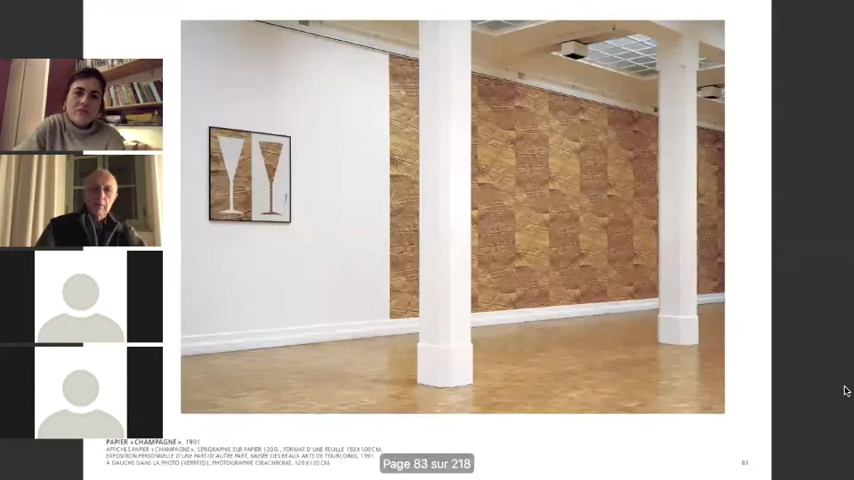 PAPIER « CHAMPAGNE », 1991
AFFICHES PAPIER « CHAMPAGNE », SÉRIGRAPHIE SUR PAPIER 120 G., FORMAT D'UNE FEUILLE 150 X 100 CM,
EXPOSITION PERSONNELLE D'UNE PART/D'AUTRE PART, MUSÉE DES BEAUX ARTS DE TOURCOING, 1991.
À GAUCHE DANS LA PHOTO (VERRES), PHOTOGRAPHIE CIBACHROME, 120 X 120 CM.
Page 83 sur 218
83